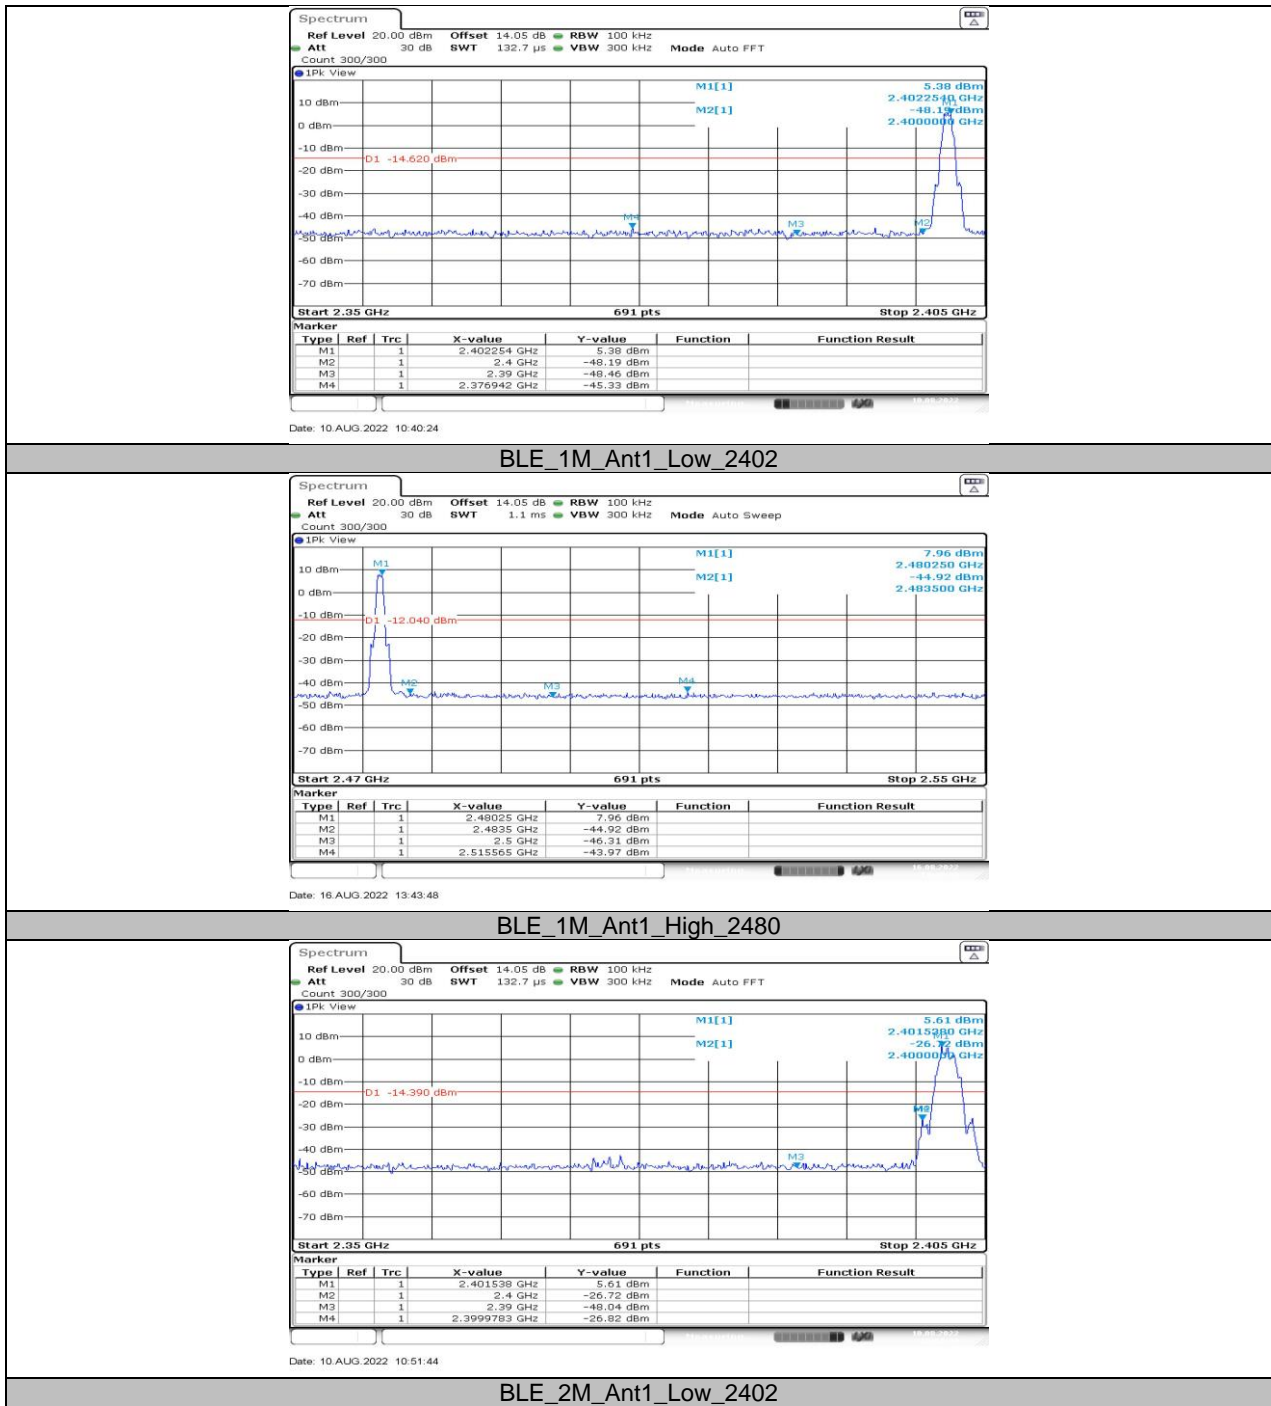 Spectrum
Ref Level 20.00 dBm Offset 14.05 dB RBW 100 kHz
Att 30 dB SWT 132.7 µs VBW 300 kHz Mode Auto FFT
Count 300/300
1Pk View
M1[1] 5.38 dBm
2.4022540 GHz
M2[1] -48.19 dBm
2.4000000 GHz
M1
10 dBm
0 dBm
-10 dBm
D1 -14.620 dBm
-20 dBm
-30 dBm
-40 dBm
M4
M3
M2
-50 dBm
-60 dBm
-70 dBm
Start 2.35 GHz 691 pts Stop 2.405 GHz
Marker
Type Ref Trc X-value Y-value Function Function Result
M1 1 2.402254 GHz 5.38 dBm
M2 1 2.4 GHz -48.19 dBm
M3 1 2.39 GHz -48.46 dBm
M4 1 2.376942 GHz -45.33 dBm
Date: 10.AUG.2022 10:40:24
BLE_1M_Ant1_Low_2402
Spectrum
Ref Level 20.00 dBm Offset 14.05 dB RBW 100 kHz
Att 30 dB SWT 1.1 ms VBW 300 kHz Mode Auto Sweep
Count 300/300
1Pk View
M1[1] 7.96 dBm
2.480250 GHz
M2[1] -44.92 dBm
2.483500 GHz
M1
10 dBm
0 dBm
-10 dBm
D1 -12.040 dBm
-20 dBm
-30 dBm
-40 dBm
M2
M3
M4
-50 dBm
-60 dBm
-70 dBm
Start 2.47 GHz 691 pts Stop 2.55 GHz
Marker
Type Ref Trc X-value Y-value Function Function Result
M1 1 2.48025 GHz 7.96 dBm
M2 1 2.4835 GHz -44.92 dBm
M3 1 2.5 GHz -46.31 dBm
M4 1 2.515565 GHz -43.97 dBm
Date: 16.AUG.2022 13:43:48
BLE_1M_Ant1_High_2480
Spectrum
Ref Level 20.00 dBm Offset 14.05 dB RBW 100 kHz
Att 30 dB SWT 132.7 µs VBW 300 kHz Mode Auto FFT
Count 300/300
1Pk View
M1[1] 5.61 dBm
2.4015380 GHz
M2[1] -26.72 dBm
2.4000000 GHz
M1
10 dBm
0 dBm
-10 dBm
D1 -14.390 dBm
-20 dBm
-30 dBm
-40 dBm
M3
-50 dBm
-60 dBm
-70 dBm
Start 2.35 GHz 691 pts Stop 2.405 GHz
Marker
Type Ref Trc X-value Y-value Function Function Result
M1 1 2.401538 GHz 5.61 dBm
M2 1 2.4 GHz -26.72 dBm
M3 1 2.39 GHz -48.04 dBm
M4 1 2.3999783 GHz -26.82 dBm
Date: 10.AUG.2022 10:51:44
BLE_2M_Ant1_Low_2402